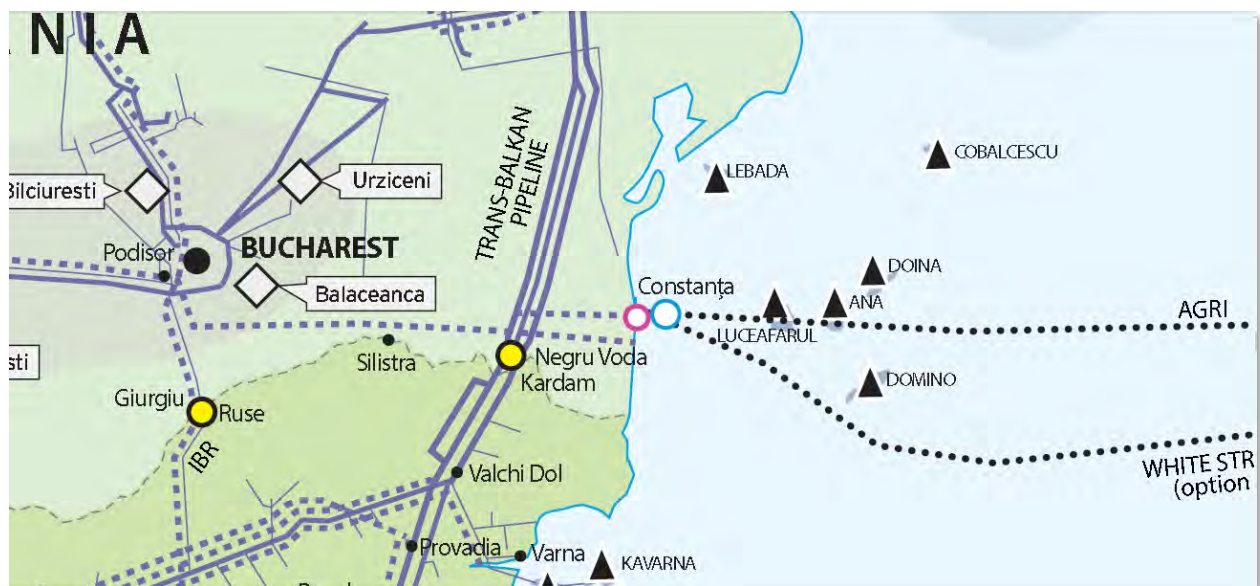 ANIA
LEBADA
COBALCESCU
Bilciuresti
Urziceni
TRANS-BALKAN
PIPELINE
Podisor
BUCHAREST
Balaceanca
Constanța
DOINA
ANA
LUCEAFARUL
AGRI
sti
Silistra
Negru Voda
Kardam
DOMINO
Giurgiu
Ruse
IBR
WHITE STR
(option
Valchi Dol
Provadia
Varna
KAVARNA